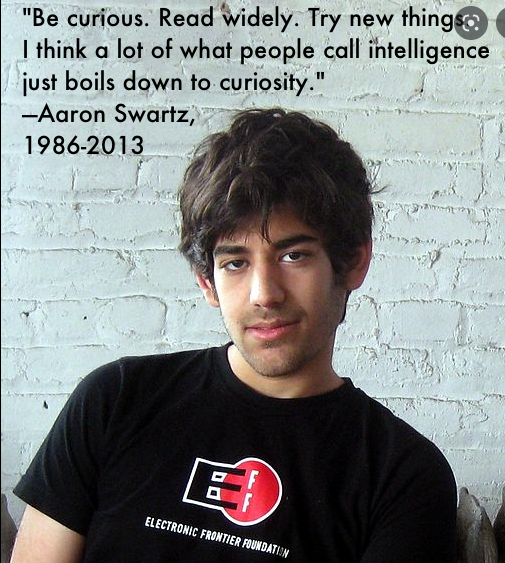 "Be curious. Read widely. Try new things.
I think a lot of what people call intelligence
just boils down to curiosity."
—Aaron Swartz,
1986-2013
E F
F
ELECTRONIC FRONTIER FOUNDATION